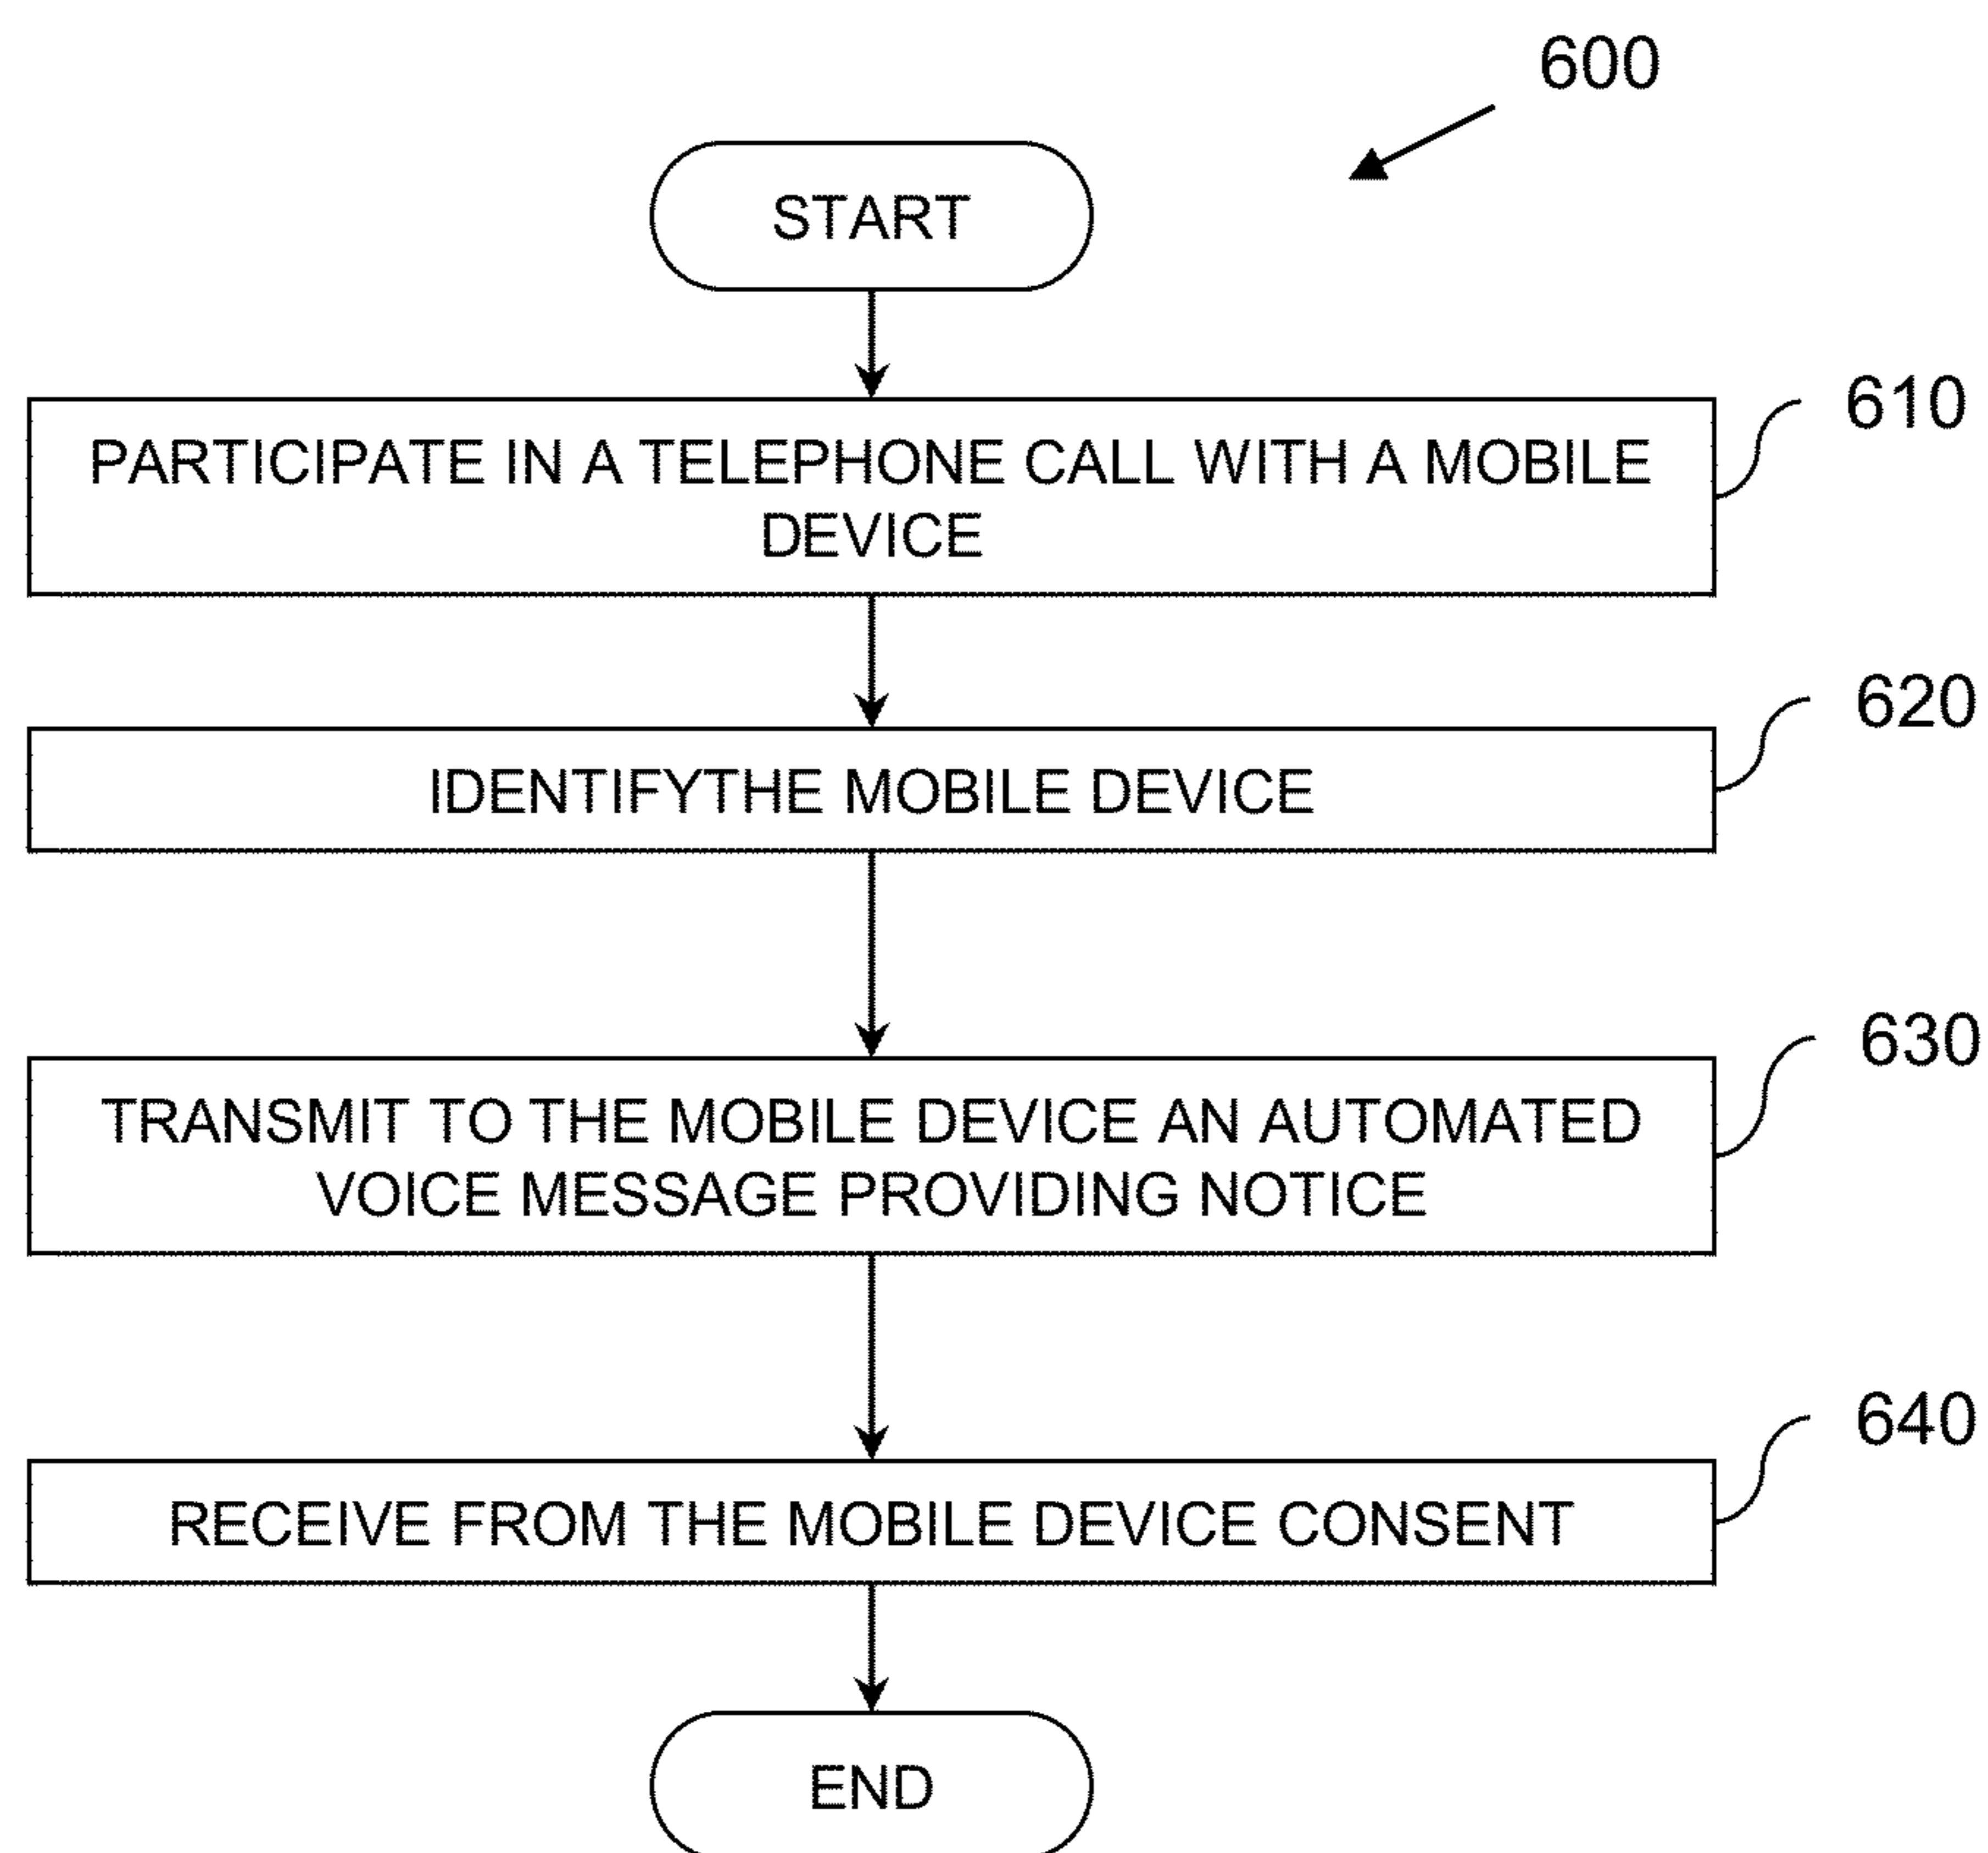 600
START
610
PARTICIPATE IN A TELEPHONE CALL WITH A MOBILE
DEVICE
620
IDENTIFYTHE MOBILE DEVICE
630
TRANSMIT TO THE MOBILE DEVICE AN AUTOMATED
VOICE MESSAGE PROVIDING NOTICE
640
RECEIVE FROM THE MOBILE DEVICE CONSENT
END